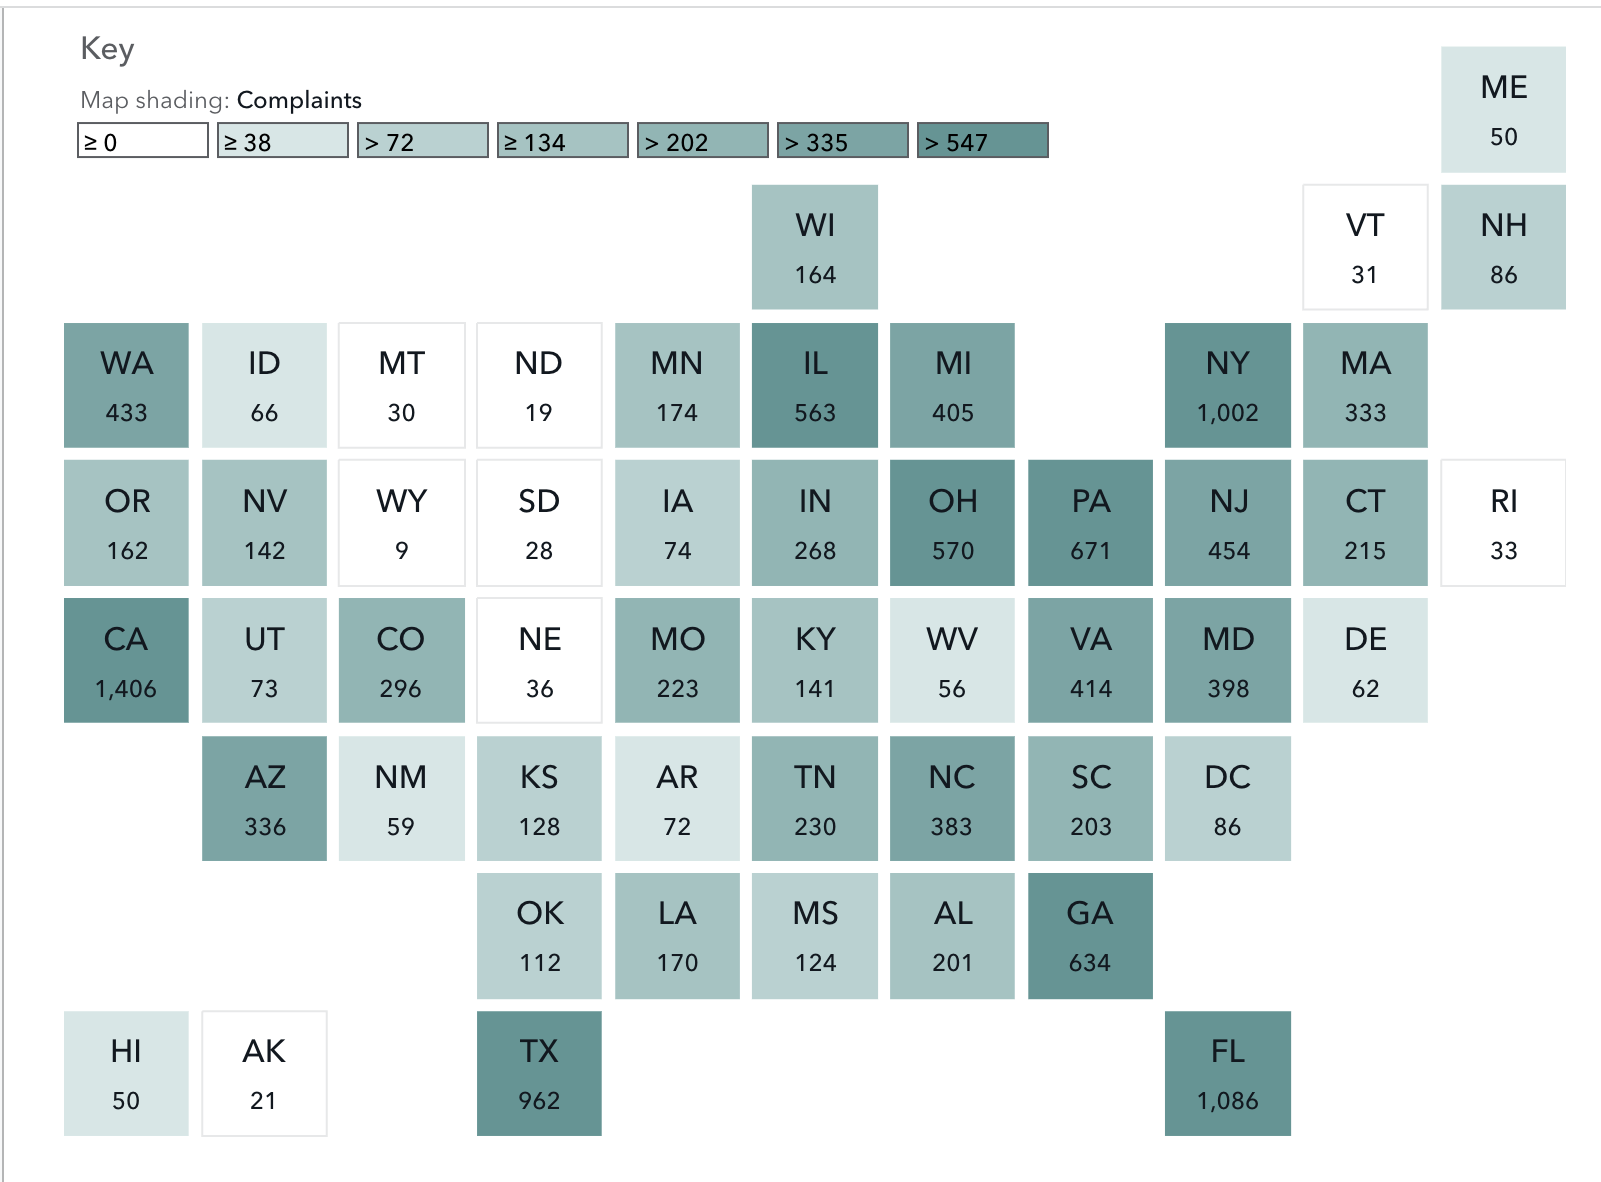 Key
Map shading: Complaints
≥ 0 ≥ 38 > 72 ≥ 134 > 202 > 335 > 547
ME
50
WI VT NH
164 31 86
WA ID MT ND MN IL MI NY MA
433 66 30 19 174 563 405 1,002 333
OR NV WY SD IA IN OH PA NJ CT RI
162 142 9 28 74 268 570 671 454 215 33
CA UT CO NE MO KY WV VA MD DE
1,406 73 296 36 223 141 56 414 398 62
AZ NM KS AR TN NC SC DC
336 59 128 72 230 383 203 86
OK LA MS AL GA
112 170 124 201 634
HI AK TX FL
50 21 962 1,086